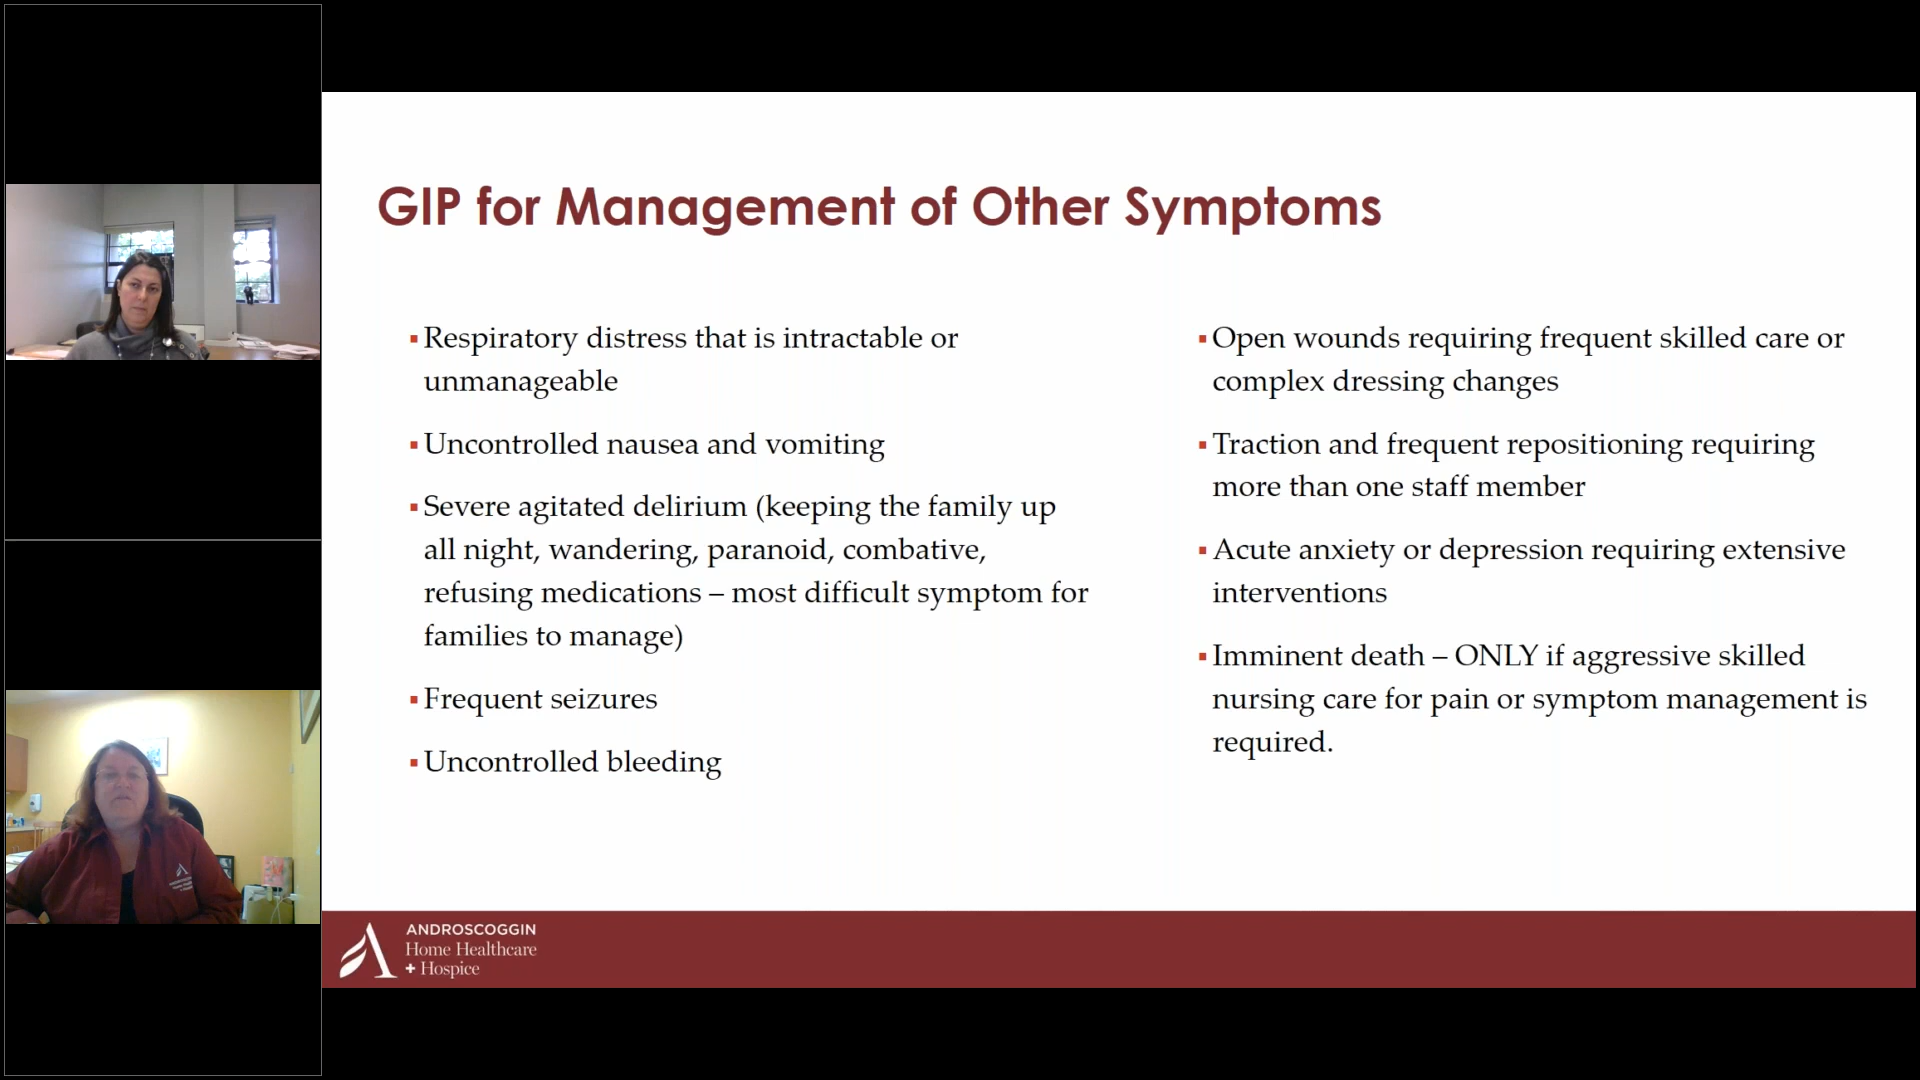 GIP for Management of Other Symptoms
▪Respiratory distress that is intractable or
unmanageable
▪Uncontrolled nausea and vomiting
▪Severe agitated delirium (keeping the family up
all night, wandering, paranoid, combative,
refusing medications – most difficult symptom for
families to manage)
▪Frequent seizures
▪Uncontrolled bleeding
▪Open wounds requiring frequent skilled care or
complex dressing changes
▪Traction and frequent repositioning requiring
more than one staff member
▪Acute anxiety or depression requiring extensive
interventions
▪Imminent death – ONLY if aggressive skilled
nursing care for pain or symptom management is
required.
ANDROSCOGGIN
Home Healthcare
+ Hospice